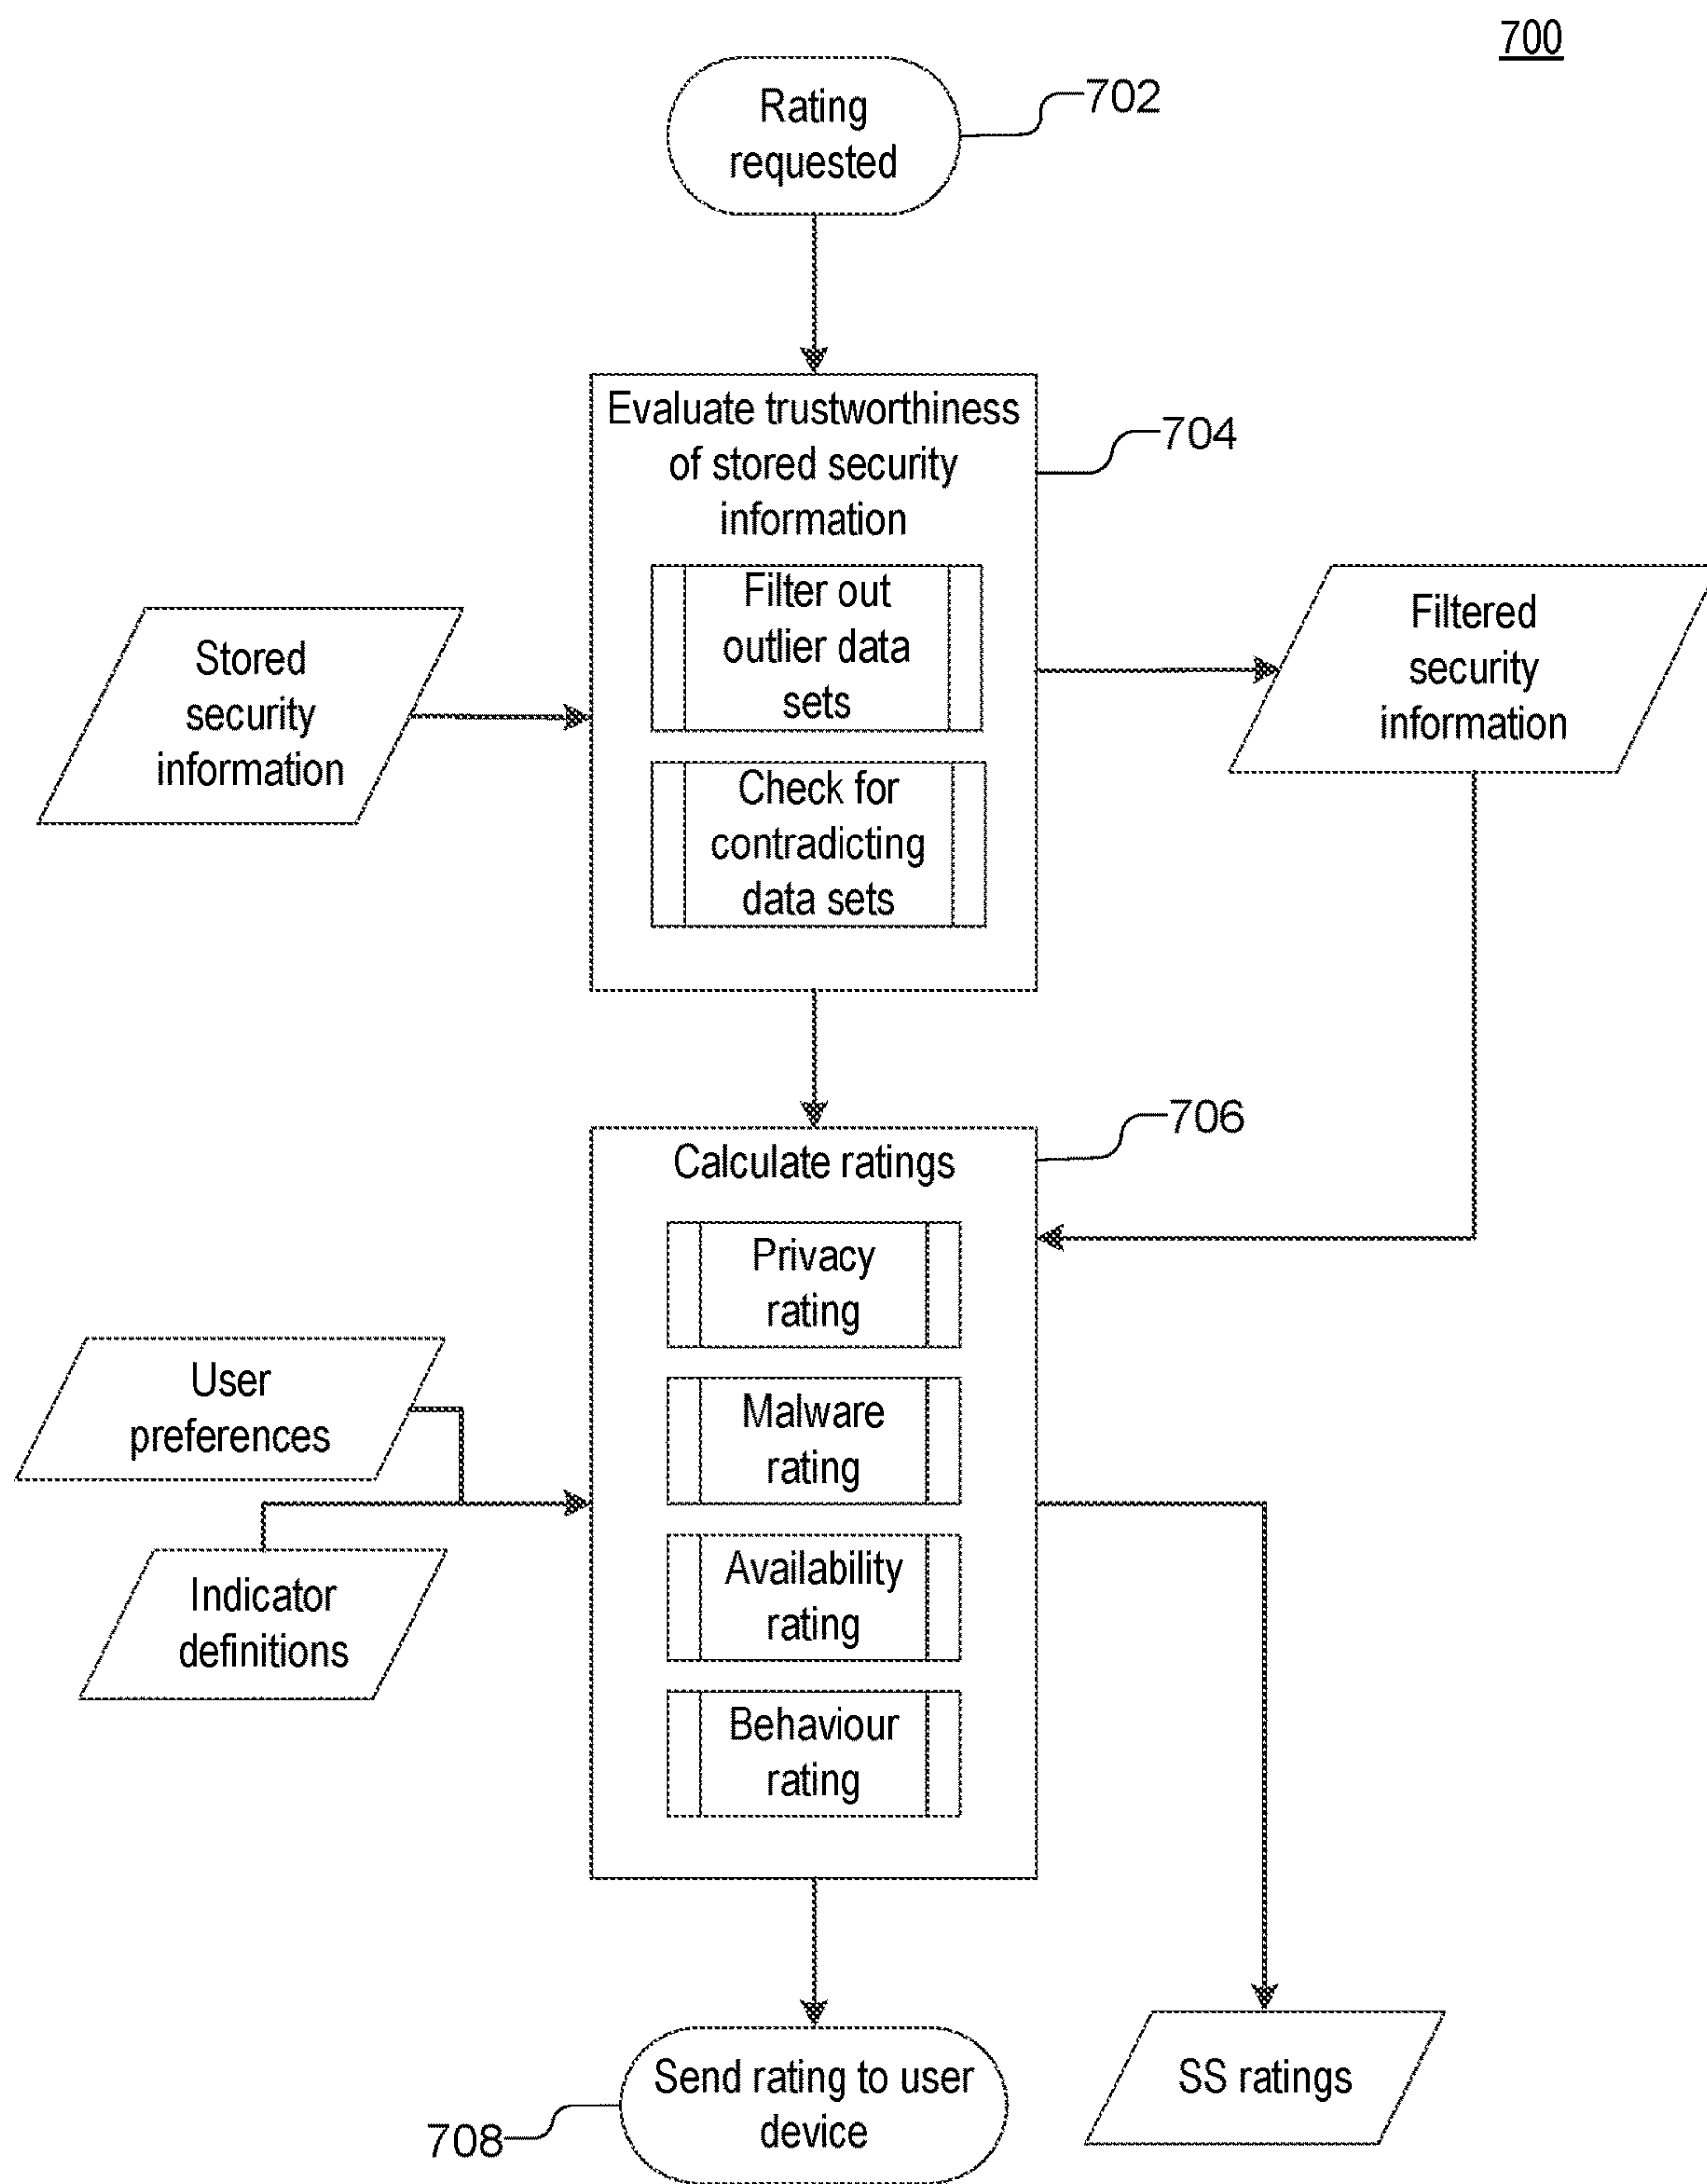 700
Rating
requested
702
Evaluate trustworthiness
of stored security
information
704
Filter out
outlier data
sets
Check for
contradicting
data sets
Stored
security
information
Filtered
security
information
Calculate ratings
706
Privacy
rating
Malware
rating
Availability
rating
Behaviour
rating
User
preferences
Indicator
definitions
Send rating to user
device
708
SS ratings